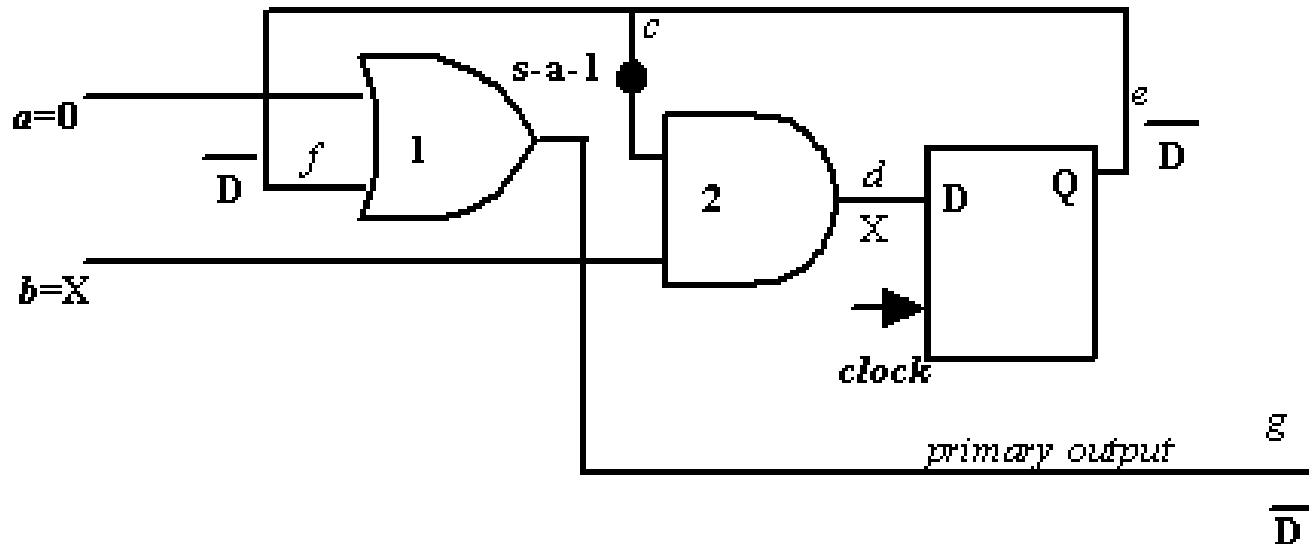 c
s-a-1
e
a=0
D̅
D̅
f
1
d
D
Q
2
X
b=X
clock
g
primary output
D̅